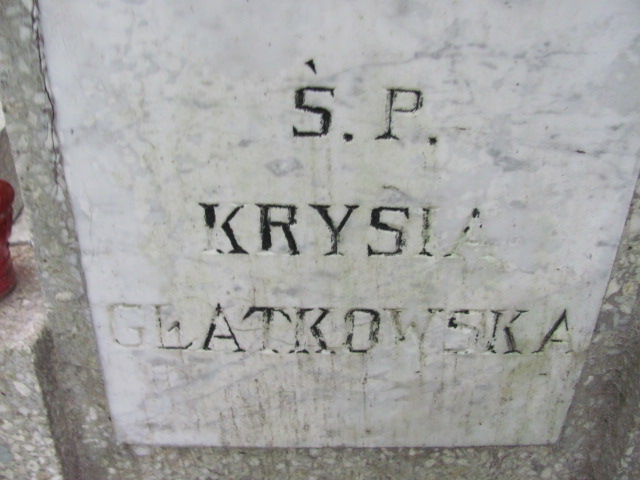 Ś. P.
KRYSIA
GŁATKOWSKA